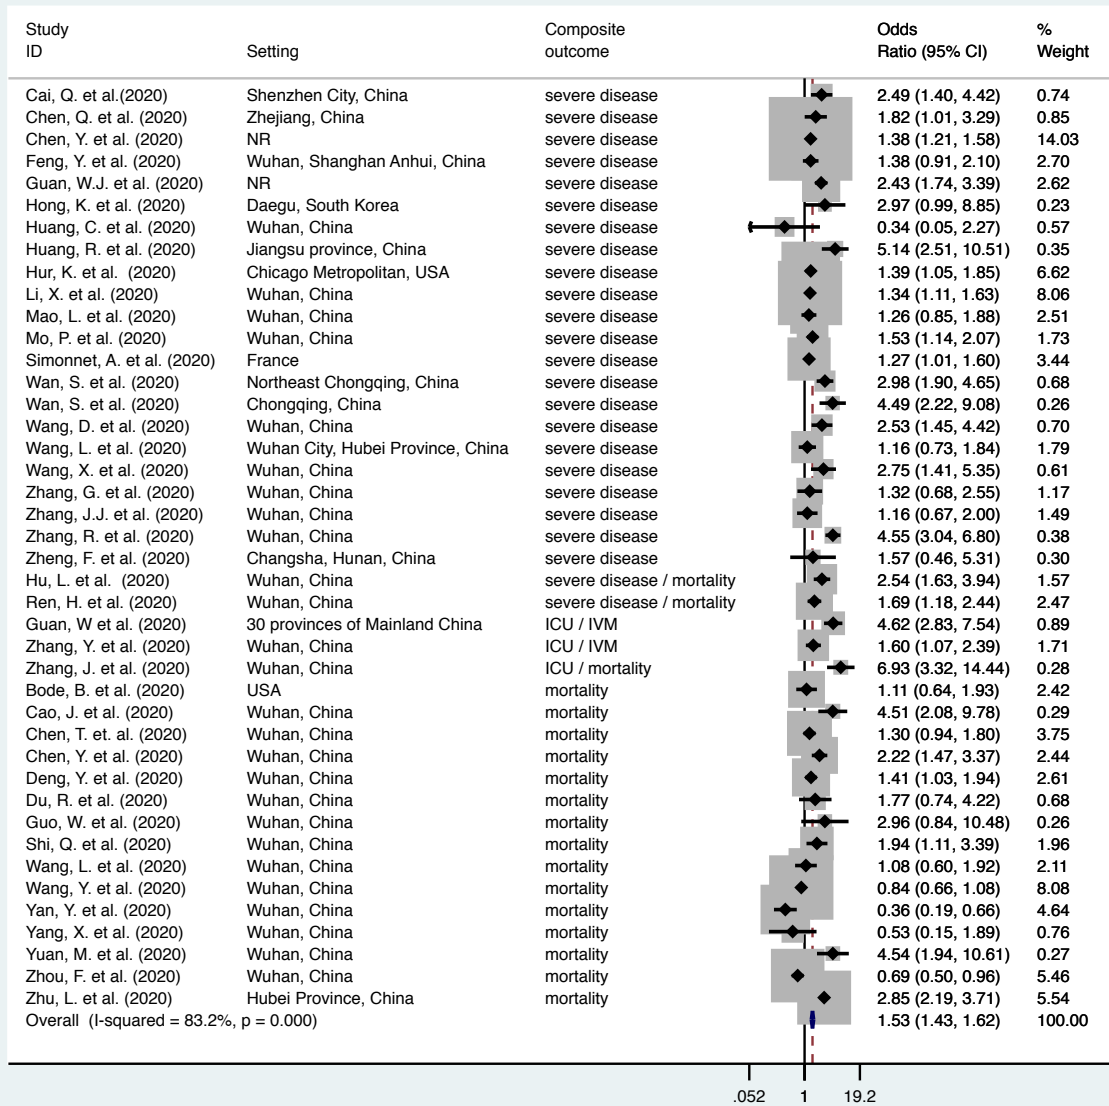 Study Composite Odds %
ID Setting outcome Ratio (95% CI) Weight
Cai, Q. et al.(2020) Shenzhen City, China severe disease 2.49 (1.40, 4.42) 0.74
Chen, Q. et al. (2020) Zhejiang, China severe disease 1.82 (1.01, 3.29) 0.85
Chen, Y. et al. (2020) NR severe disease 1.38 (1.21, 1.58) 14.03
Feng, Y. et al. (2020) Wuhan, Shanghan Anhui, China severe disease 1.38 (0.91, 2.10) 2.70
Guan, W.J. et al. (2020) NR severe disease 2.43 (1.74, 3.39) 2.62
Hong, K. et al. (2020) Daegu, South Korea severe disease 2.97 (0.99, 8.85) 0.23
Huang, C. et al. (2020) Wuhan, China severe disease 0.34 (0.05, 2.27) 0.57
Huang, R. et al. (2020) Jiangsu province, China severe disease 5.14 (2.51, 10.51) 0.35
Hur, K. et al. (2020) Chicago Metropolitan, USA severe disease 1.39 (1.05, 1.85) 6.62
Li, X. et al. (2020) Wuhan, China severe disease 1.34 (1.11, 1.63) 8.06
Mao, L. et al. (2020) Wuhan, China severe disease 1.26 (0.85, 1.88) 2.51
Mo, P. et al. (2020) Wuhan, China severe disease 1.53 (1.14, 2.07) 1.73
Simonnet, A. et al. (2020) France severe disease 1.27 (1.01, 1.60) 3.44
Wan, S. et al. (2020) Northeast Chongqing, China severe disease 2.98 (1.90, 4.65) 0.68
Wan, S. et al. (2020) Chongqing, China severe disease 4.49 (2.22, 9.08) 0.26
Wang, D. et al. (2020) Wuhan, China severe disease 2.53 (1.45, 4.42) 0.70
Wang, L. et al. (2020) Wuhan City, Hubei Province, China severe disease 1.16 (0.73, 1.84) 1.79
Wang, X. et al. (2020) Wuhan, China severe disease 2.75 (1.41, 5.35) 0.61
Zhang, G. et al. (2020) Wuhan, China severe disease 1.32 (0.68, 2.55) 1.17
Zhang, J.J. et al. (2020) Wuhan, China severe disease 1.16 (0.67, 2.00) 1.49
Zhang, R. et al. (2020) Wuhan, China severe disease 4.55 (3.04, 6.80) 0.38
Zheng, F. et al. (2020) Changsha, Hunan, China severe disease 1.57 (0.46, 5.31) 0.30
Hu, L. et al. (2020) Wuhan, China severe disease / mortality 2.54 (1.63, 3.94) 1.57
Ren, H. et al. (2020) Wuhan, China severe disease / mortality 1.69 (1.18, 2.44) 2.47
Guan, W et al. (2020) 30 provinces of Mainland China ICU / IVM 4.62 (2.83, 7.54) 0.89
Zhang, Y. et al. (2020) Wuhan, China ICU / IVM 1.60 (1.07, 2.39) 1.71
Zhang, J. et al. (2020) Wuhan, China ICU / mortality 6.93 (3.32, 14.44) 0.28
Bode, B. et al. (2020) USA mortality 1.11 (0.64, 1.93) 2.42
Cao, J. et al. (2020) Wuhan, China mortality 4.51 (2.08, 9.78) 0.29
Chen, T. et. al. (2020) Wuhan, China mortality 1.30 (0.94, 1.80) 3.75
Chen, Y. et al. (2020) Wuhan, China mortality 2.22 (1.47, 3.37) 2.44
Deng, Y. et al. (2020) Wuhan, China mortality 1.41 (1.03, 1.94) 2.61
Du, R. et al. (2020) Wuhan, China mortality 1.77 (0.74, 4.22) 0.68
Guo, W. et al. (2020) Wuhan, China mortality 2.96 (0.84, 10.48) 0.26
Shi, Q. et al. (2020) Wuhan, China mortality 1.94 (1.11, 3.39) 1.96
Wang, L. et al. (2020) Wuhan, China mortality 1.08 (0.60, 1.92) 2.11
Wang, Y. et al. (2020) Wuhan, China mortality 0.84 (0.66, 1.08) 8.08
Yan, Y. et al. (2020) Wuhan, China mortality 0.36 (0.19, 0.66) 4.64
Yang, X. et al. (2020) Wuhan, China mortality 0.53 (0.15, 1.89) 0.76
Yuan, M. et al. (2020) Wuhan, China mortality 4.54 (1.94, 10.61) 0.27
Zhou, F. et al. (2020) Wuhan, China mortality 0.69 (0.50, 0.96) 5.46
Zhu, L. et al. (2020) Hubei Province, China mortality 2.85 (2.19, 3.71) 5.54
Overall (I-squared = 83.2%, p = 0.000) 1.53 (1.43, 1.62) 100.00
.052 1 19.2